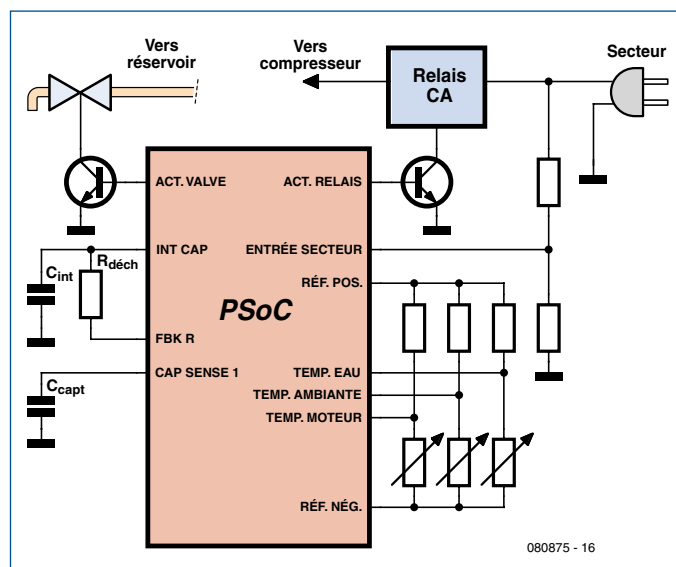 Vers
réservoir
Vers
compresseur
Relais
CA
Secteur
ACT. VALVE
ACT. RELAIS
INT CAP
ENTRÉE SECTEUR
Rdéch
Cint
RÉF. POS.
PSoC
FBK R
CAP SENSE 1
TEMP. EAU
Ccapt
TEMP. AMBIANTE
TEMP. MOTEUR
RÉF. NÉG.
080875 - 16